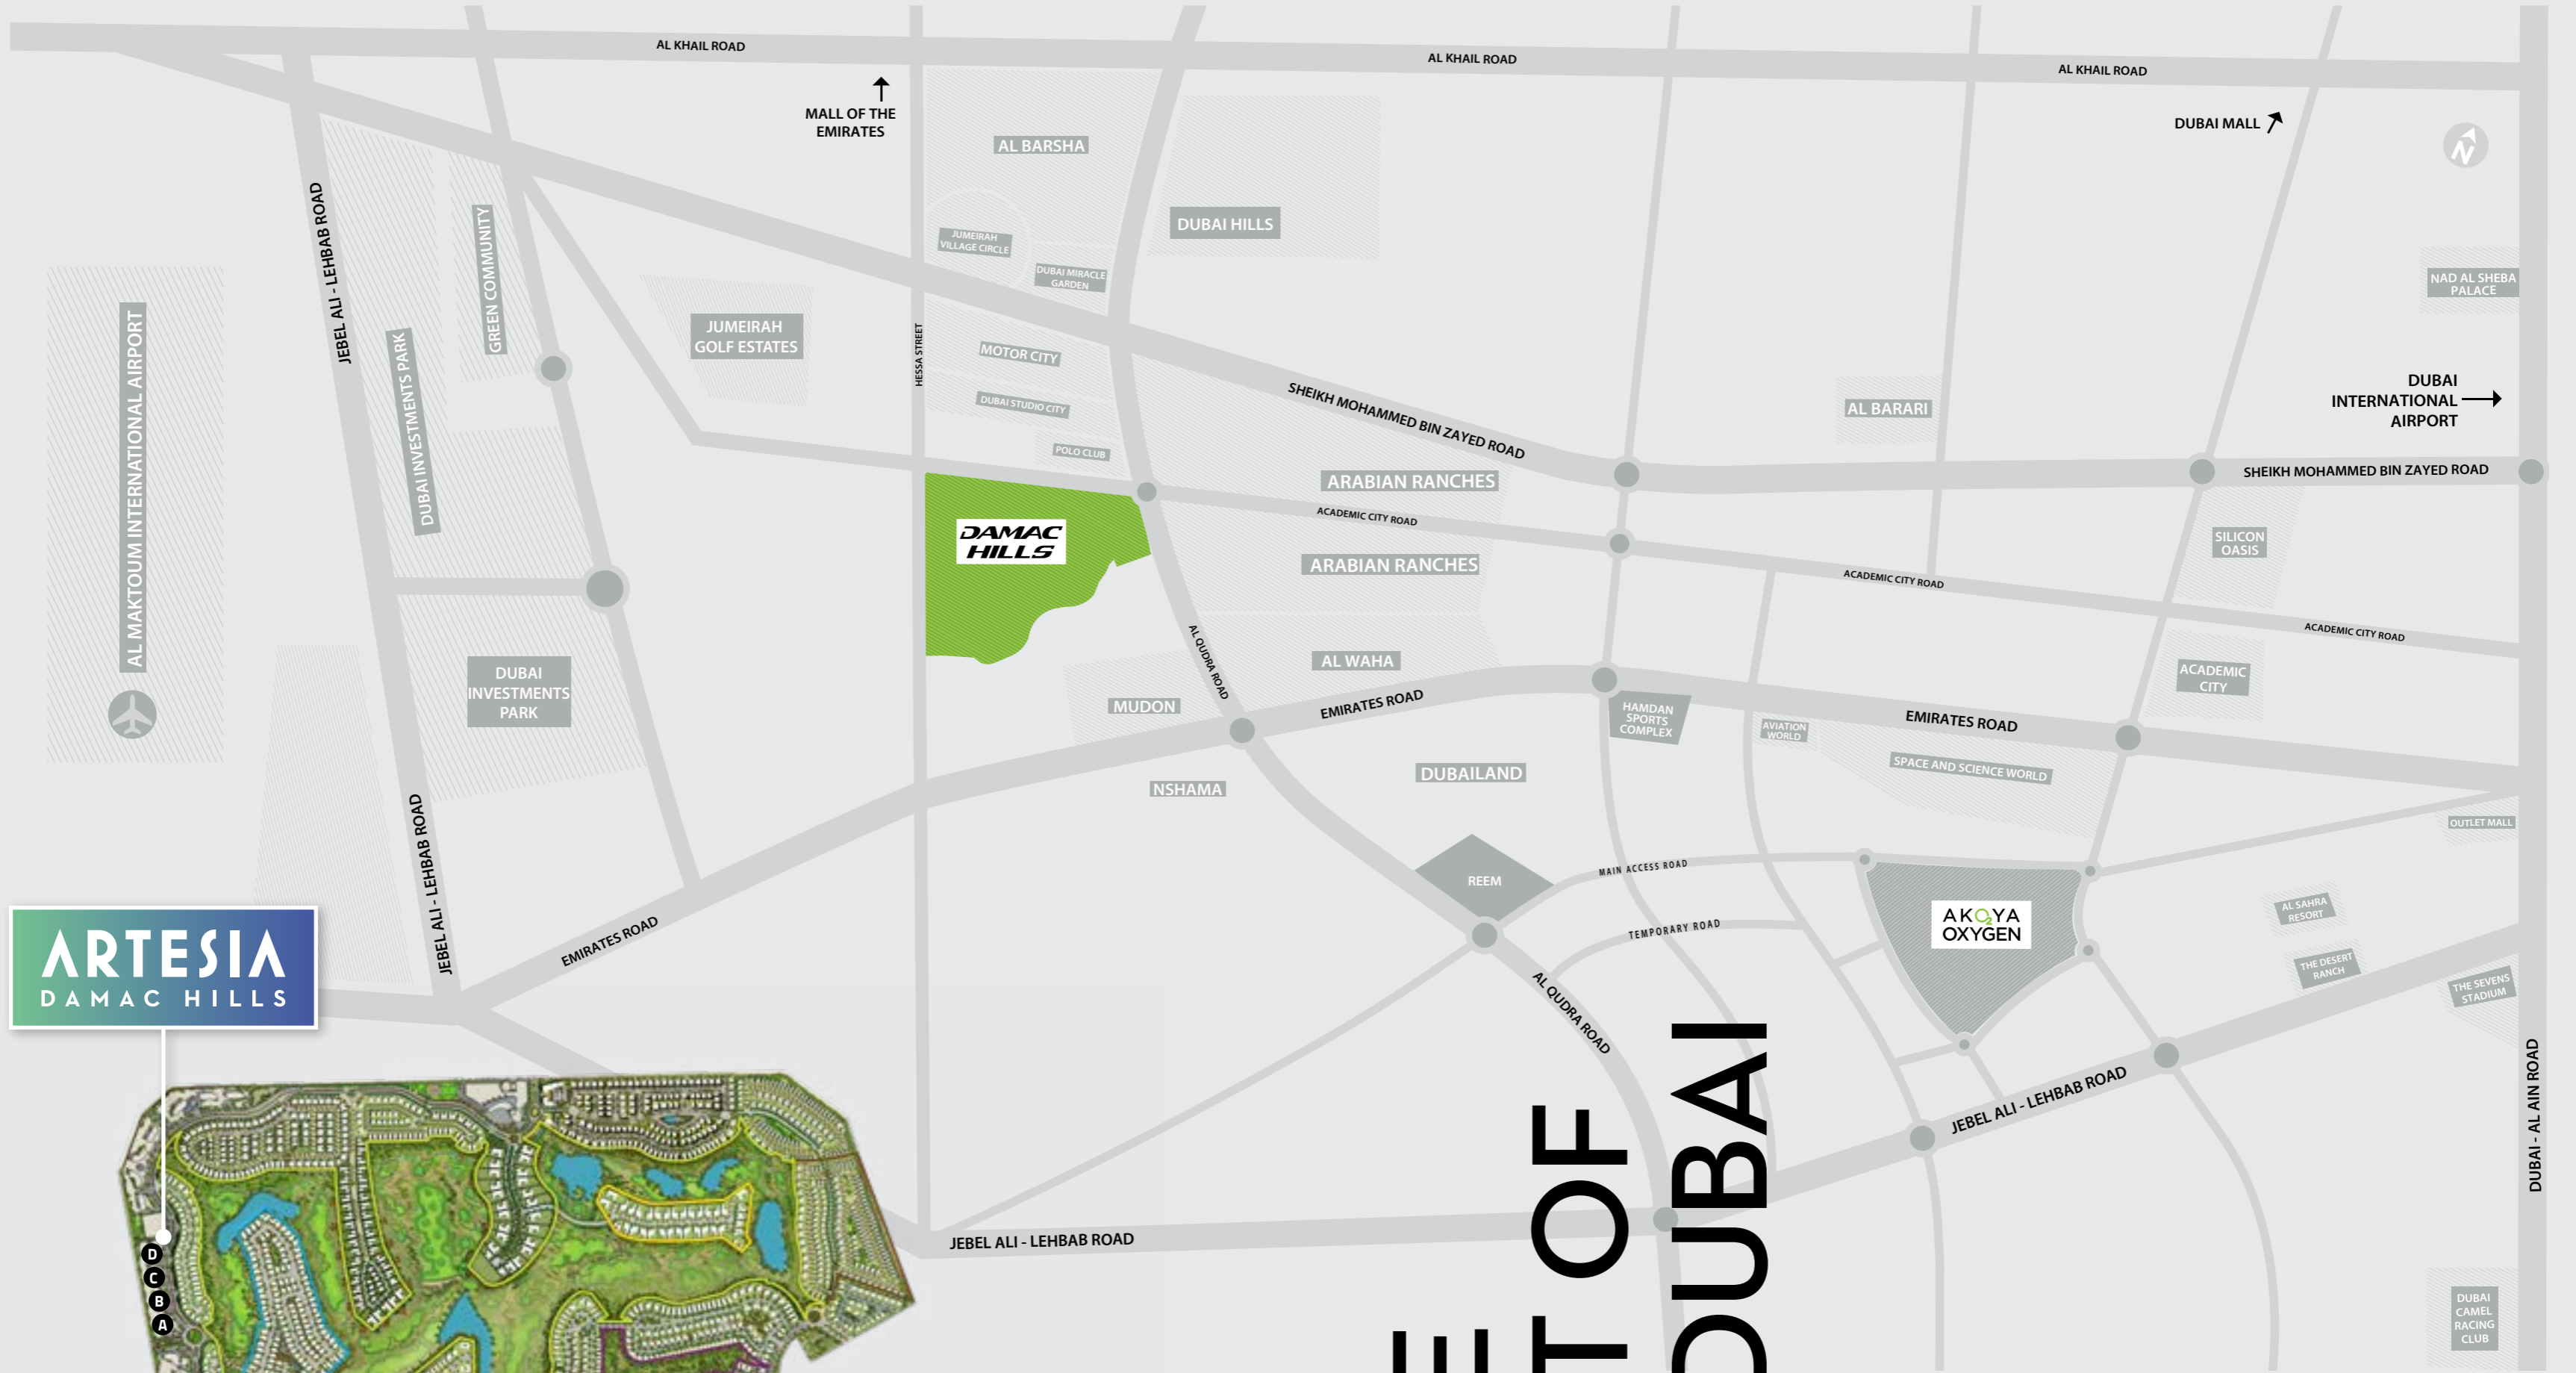 AL KHAIL ROAD
AL KHAIL ROAD
AL KHAIL ROAD
MALL OF THE
EMIRATES
DUBAI MALL
N
AL BARSHA
DUBAI HILLS
JUMEIRAH
VILLAGE CIRCLE
DUBAI MIRACLE
GARDEN
NAD AL SHEBA
PALACE
JEBEL ALI - LEHBAB ROAD
GREEN COMMUNITY
AL MAKTOUM INTERNATIONAL AIRPORT
DUBAI INVESTMENTS PARK
JUMEIRAH
GOLF ESTATES
HESSA STREET
MOTOR CITY
DUBAI STUDIO CITY
POLO CLUB
SHEIKH MOHAMMED BIN ZAYED ROAD
AL BARARI
DUBAI
INTERNATIONAL
AIRPORT
SHEIKH MOHAMMED BIN ZAYED ROAD
ARABIAN RANCHES
ACADEMIC CITY ROAD
ARABIAN RANCHES
DAMAC
HILLS
SILICON
OASIS
ACADEMIC CITY ROAD
ACADEMIC CITY ROAD
AL QUDRA ROAD
AL WAHA
ACADEMIC
CITY
DUBAI
INVESTMENTS
PARK
MUDON
EMIRATES ROAD
HAMDAN
SPORTS
COMPLEX
AVIATION
WORLD
EMIRATES ROAD
SPACE AND SCIENCE WORLD
NSHAMA
DUBAILAND
OUTLET MALL
JEBEL ALI - LEHBAB ROAD
REEM
MAIN ACCESS ROAD
TEMPORARY ROAD
EMIRATES ROAD
AKO2YA
OXYGEN
AL SAHRA
RESORT
THE DESERT
RANCH
THE SEVENS
STADIUM
ARTESIA
DAMAC HILLS
AL QUDRA ROAD
JEBEL ALI - LEHBAB ROAD
DUBAI - AL AIN ROAD
JEBEL ALI - LEHBAB ROAD
D
C
B
A
E
T OF
DUBAI
DUBAI
CAMEL
RACING
CLUB